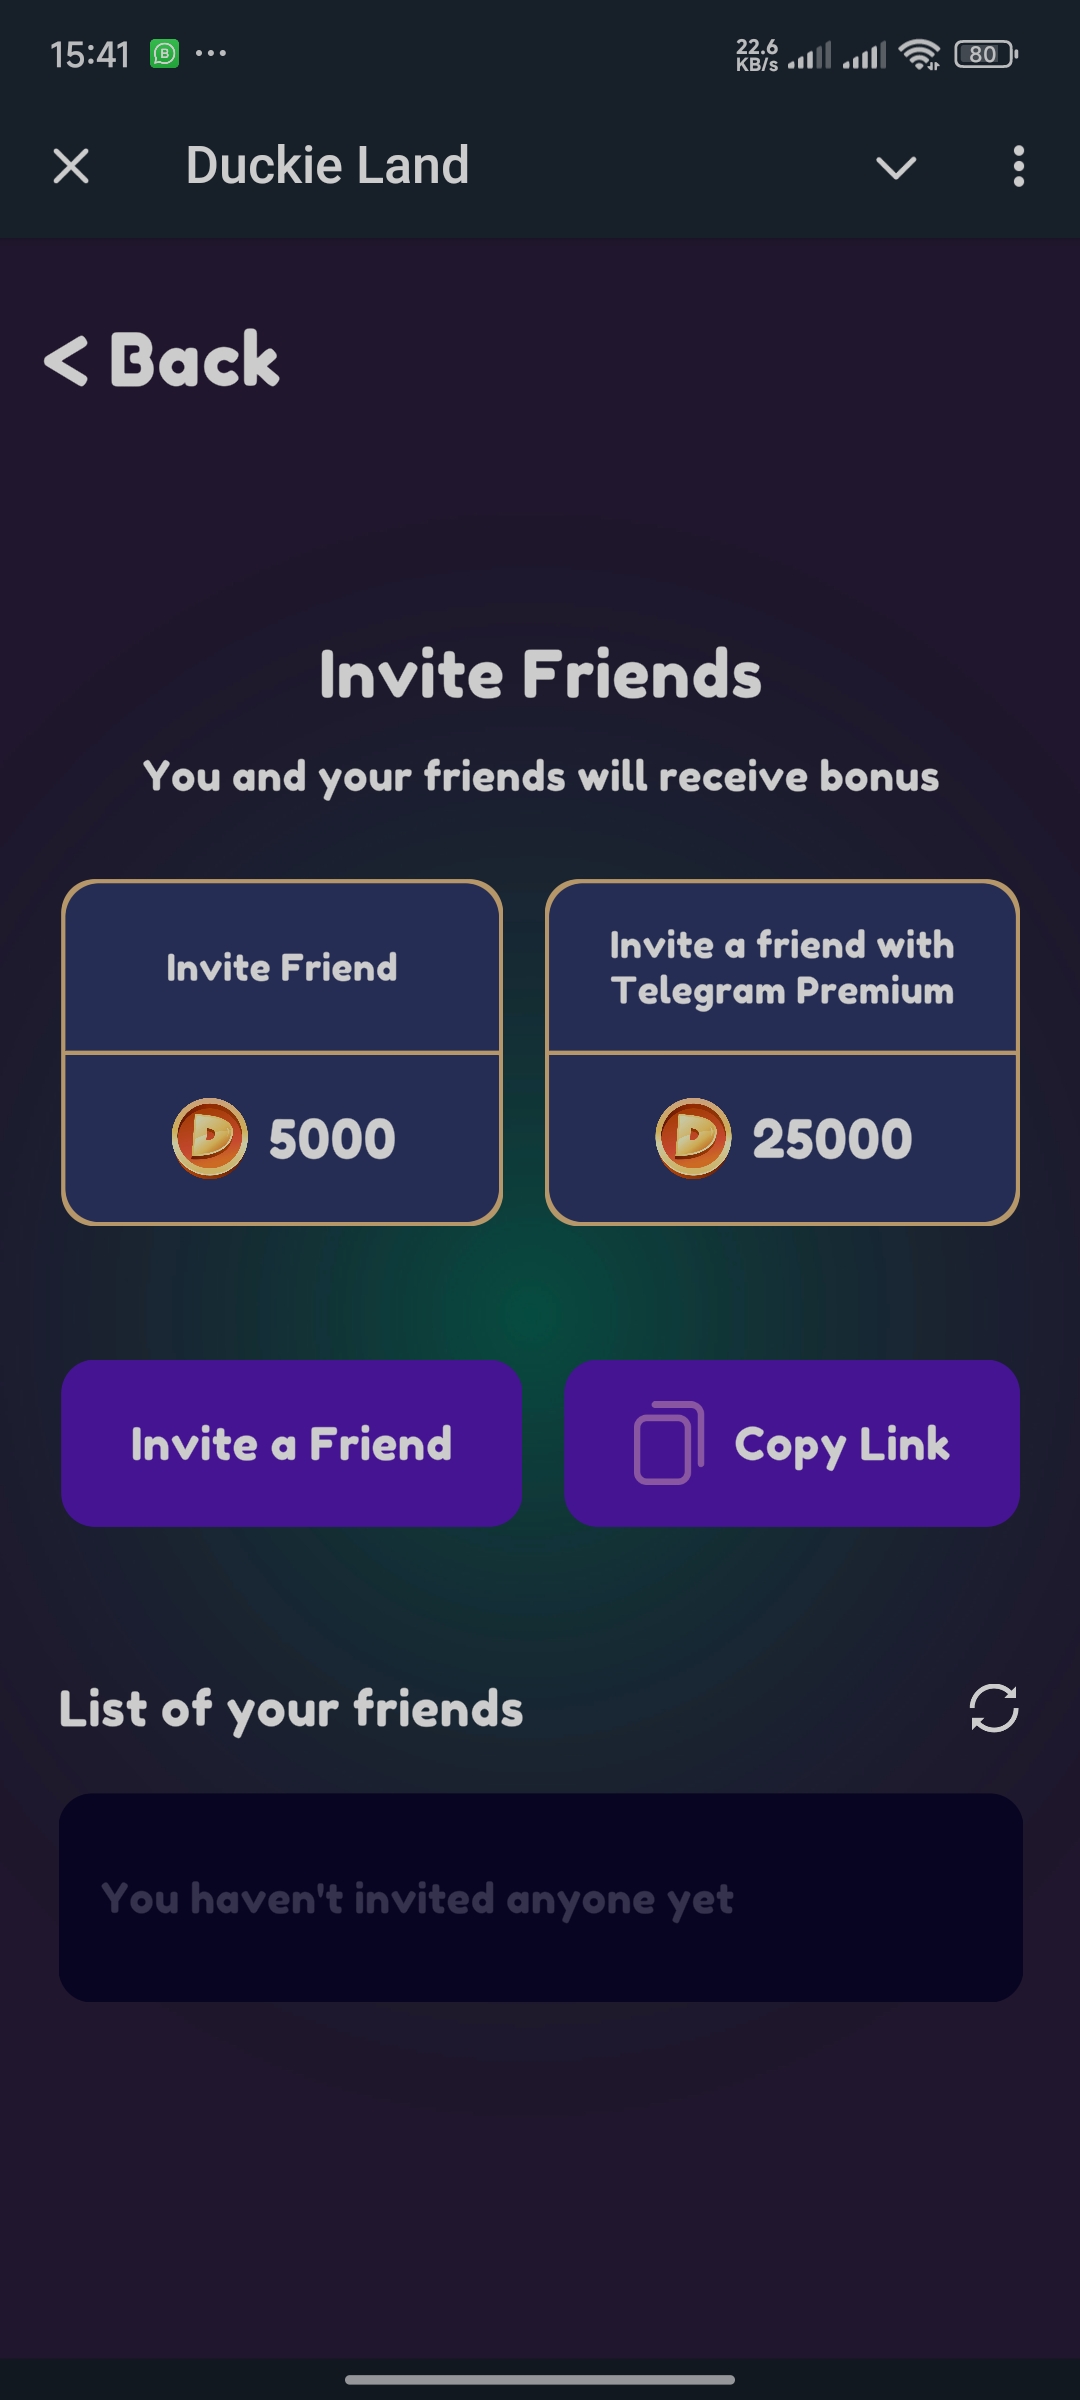 15:41
22.6
KB/s
80
Duckie Land
< Back
Invite Friends
You and your friends will receive bonus
Invite Friend
Invite a friend with
Telegram Premium
D 5000
D 25000
Invite a Friend
Copy Link
List of your friends
You haven't invited anyone yet